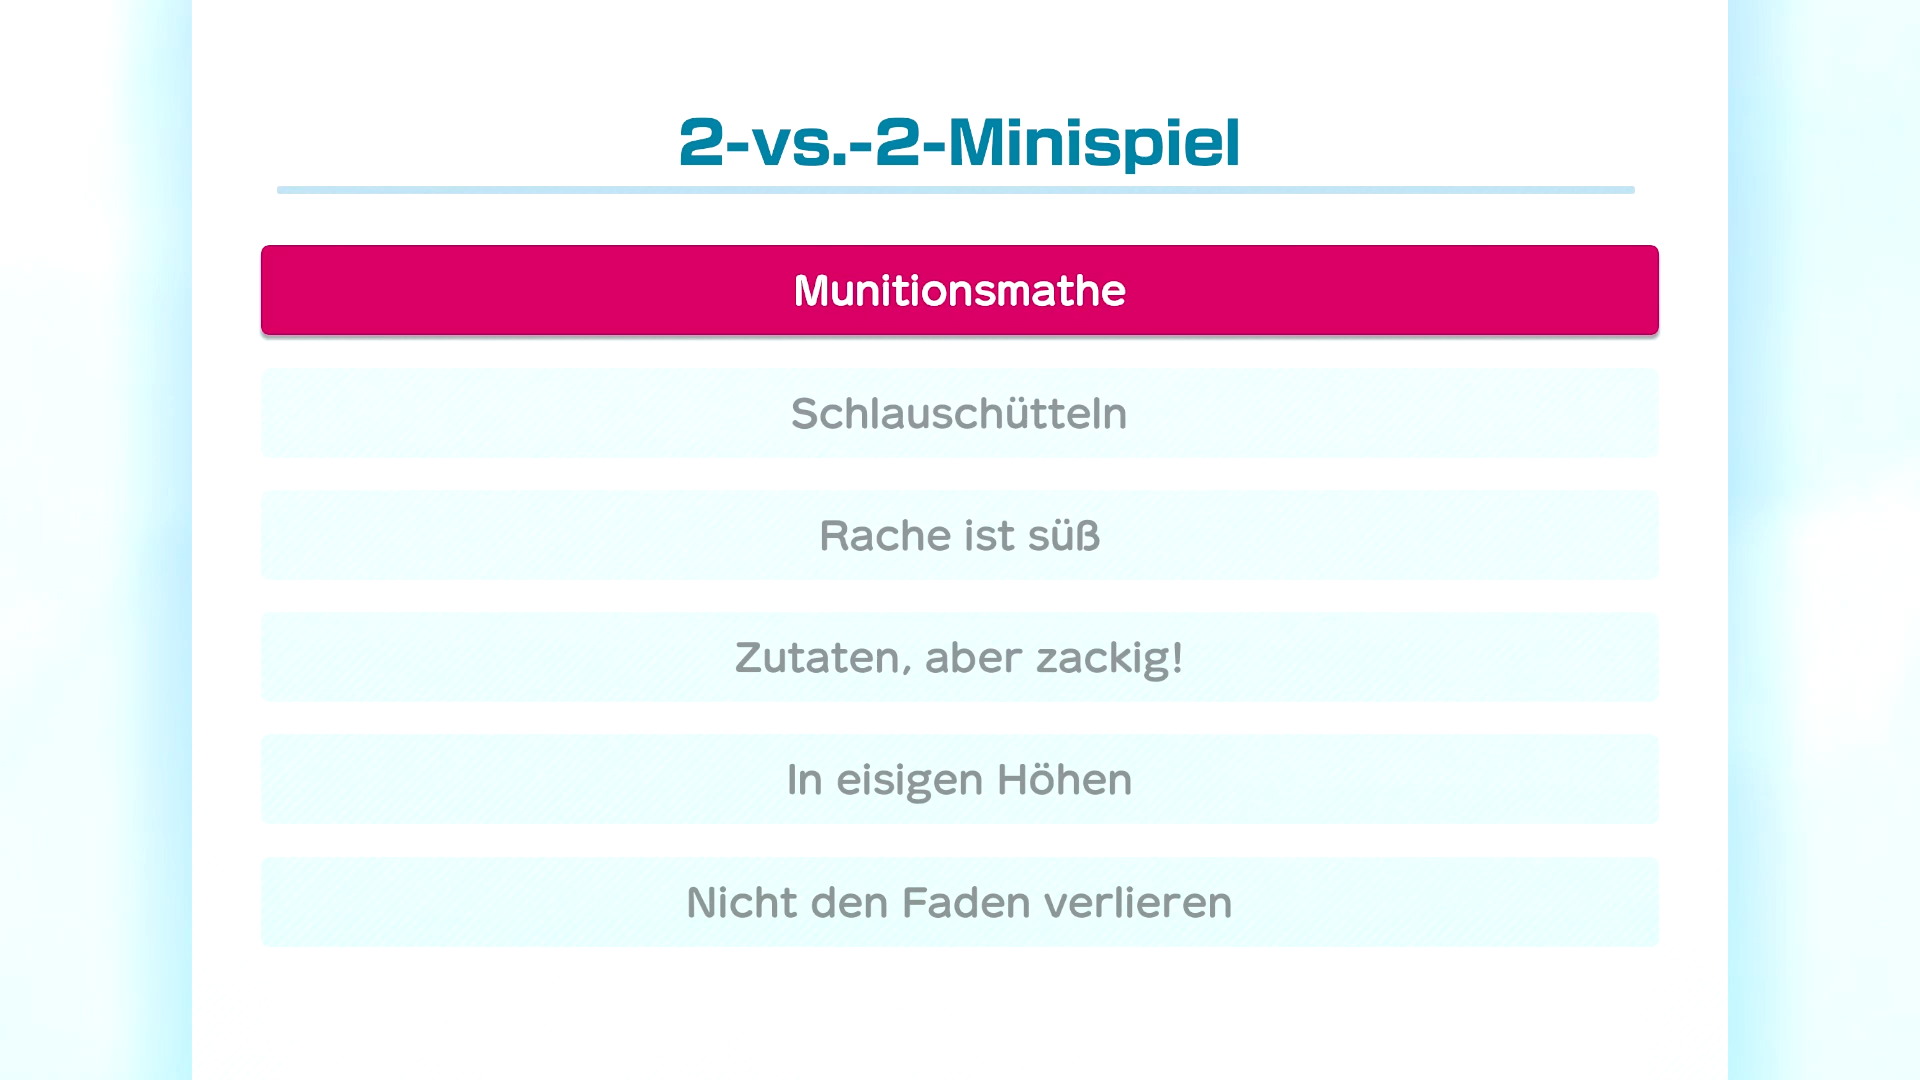 2-vs.-2-Minispiel
Munitionsmathe
Schlauschütteln
Rache ist süß
Zutaten, aber zackig!
In eisigen Höhen
Nicht den Faden verlieren